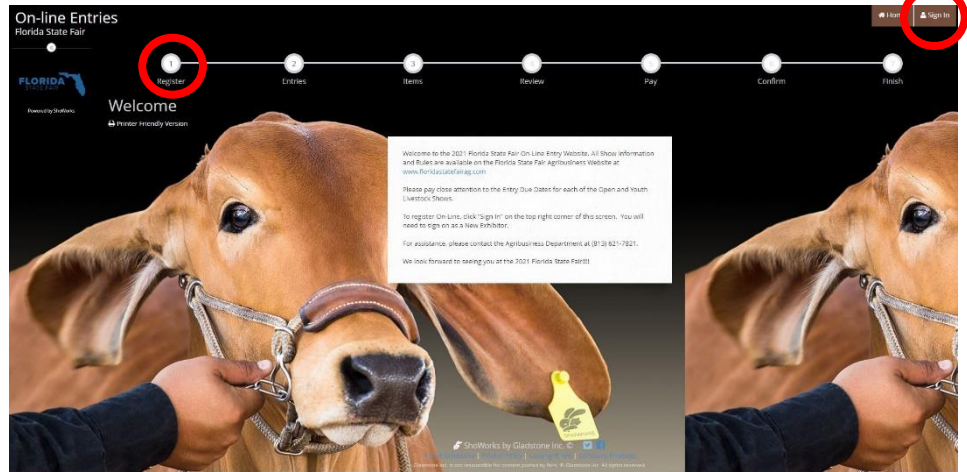 On-line Entries
Florida State Fair
Home
Sign In
1
2
3
Register
Entries
Items
Review
Pay
Confirm
Finish
FLORIDA
STATE FAIR
Powered by ShoWorks
Welcome
Printer Friendly Version
Welcome to the 2021 Florida State Fair On-Line Entry Website. All Show Information
and Rules are available on the Florida State Fair Agribusiness Website at
www.floridastatefairag.com
Please pay close attention to the Entry Due Dates for each of the Open and Youth
Livestock Shows.
To register On-Line, click "Sign In" on the top right corner of this screen. You will
need to sign on as a New Exhibitor.
For assistance, please contact the Agribusiness Department at (813) 621-7821.
We look forward to seeing you at the 2021 Florida State Fair!!!
ShoWorks by Gladstone Inc. ©